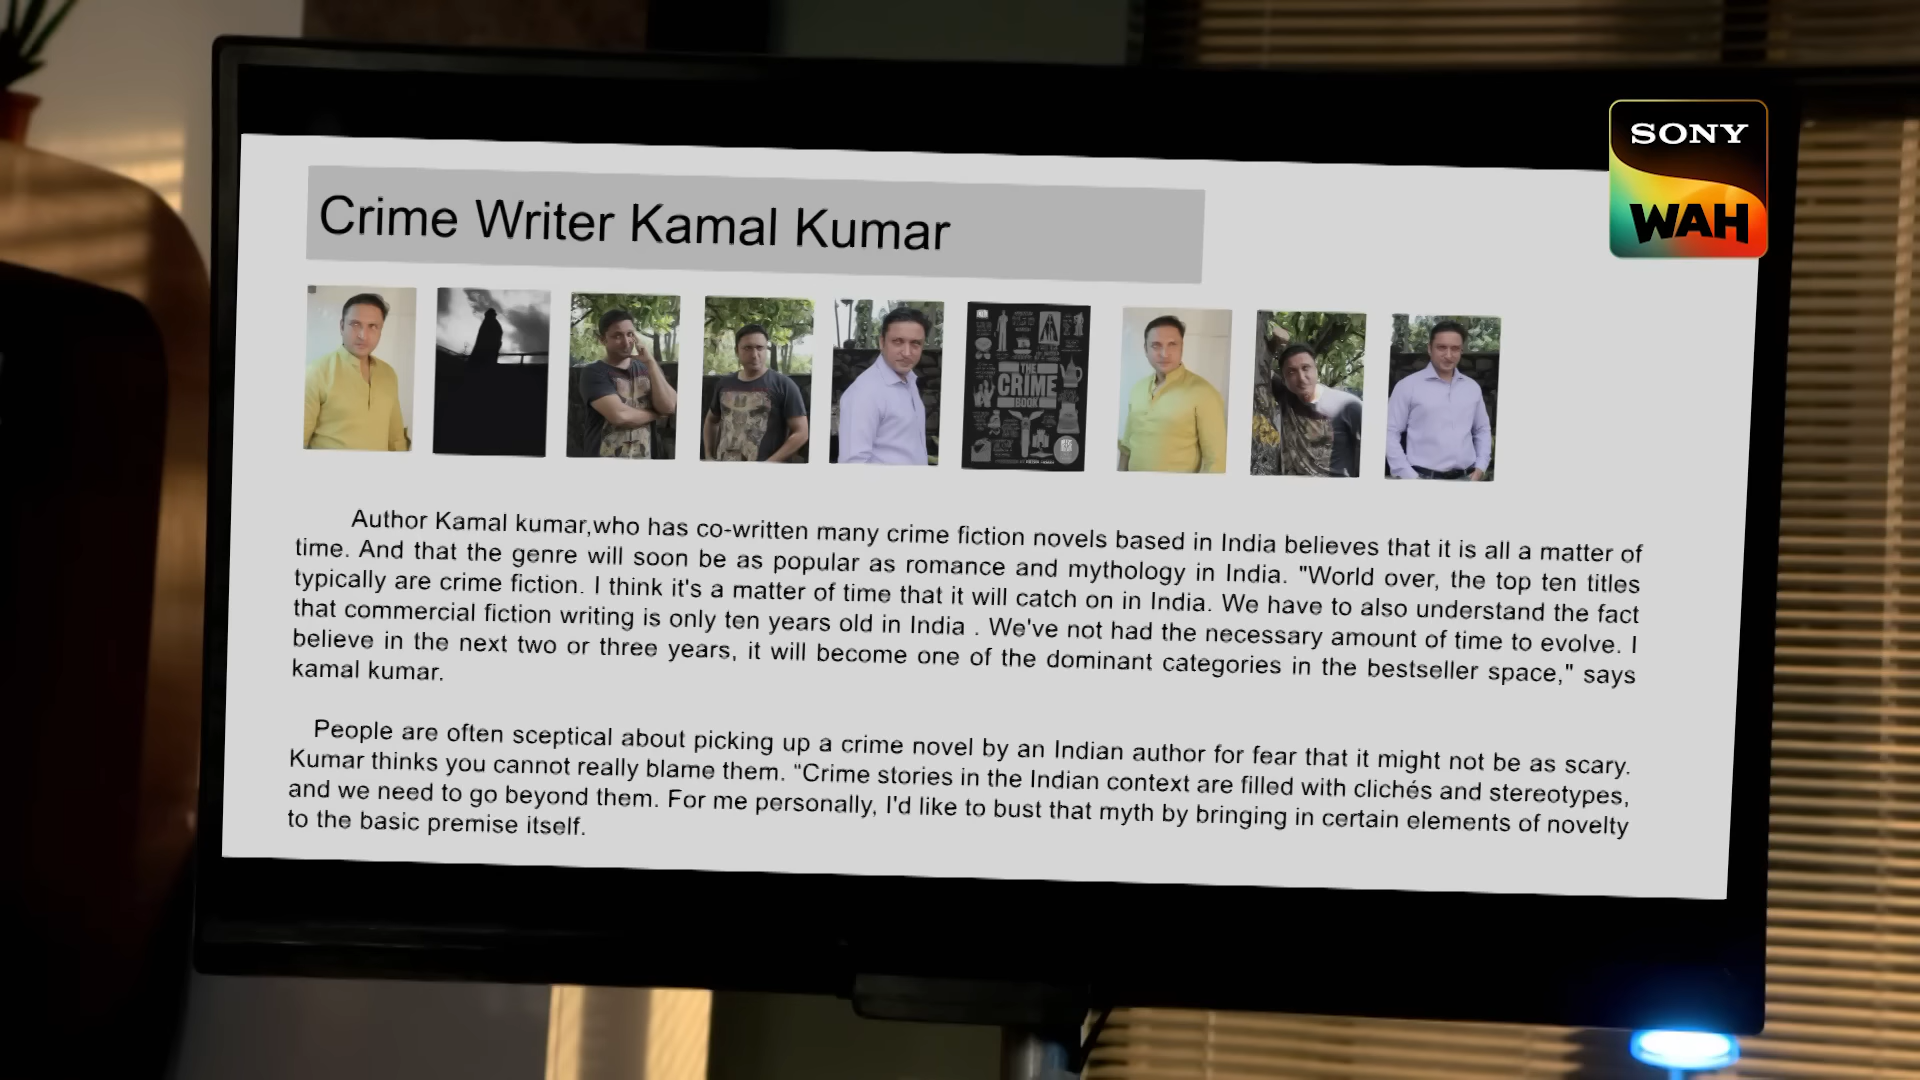 SONY
WAH
Crime Writer Kamal Kumar
THE
CRIME
BOOK
Author Kamal kumar,who has co-written many crime fiction novels based in India believes that it is all a matter of
time. And that the genre will soon be as popular as romance and mythology in India. "World over, the top ten titles
typically are crime fiction. I think it's a matter of time that it will catch on in India. We have to also understand the fact
that commercial fiction writing is only ten years old in India . We've not had the necessary amount of time to evolve. I
believe in the next two or three years, it will become one of the dominant categories in the bestseller space," says
kamal kumar.
People are often sceptical about picking up a crime novel by an Indian author for fear that it might not be as scary.
Kumar thinks you cannot really blame them. "Crime stories in the Indian context are filled with clichés and stereotypes,
and we need to go beyond them. For me personally, I'd like to bust that myth by bringing in certain elements of novelty
to the basic premise itself.